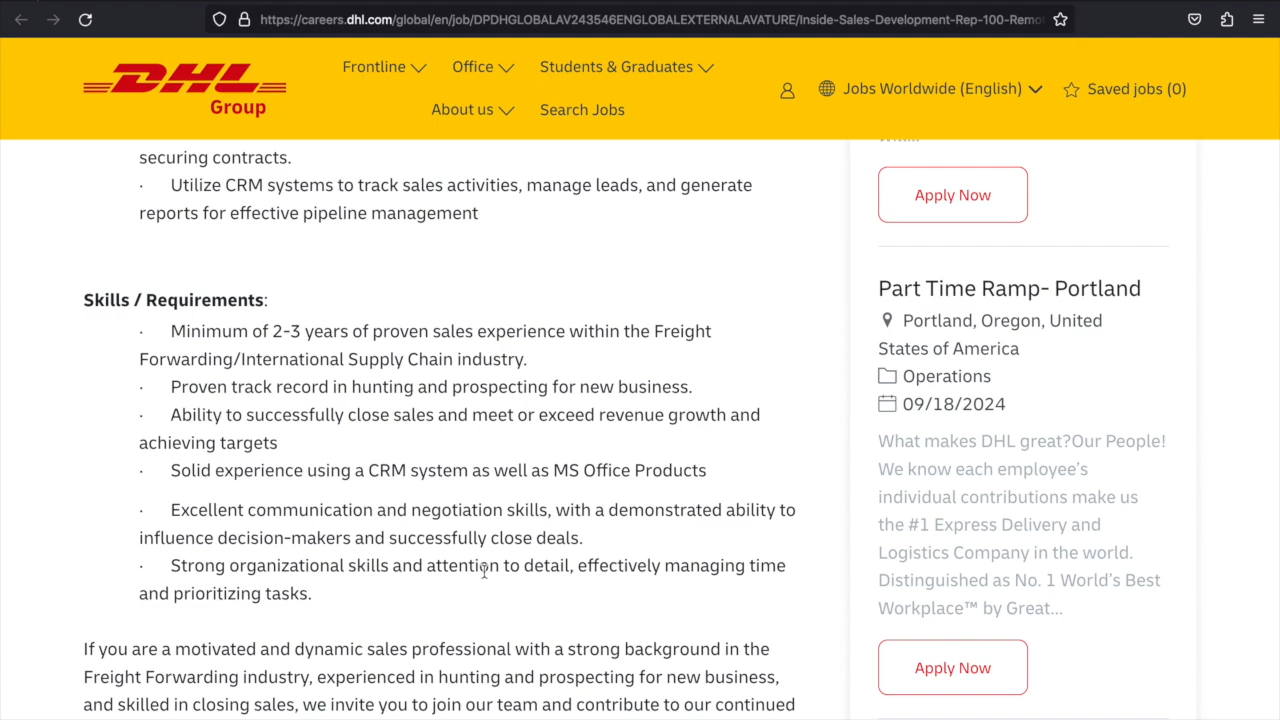 https://careers.dhl.com/global/en/job/DPDHGLOBALAV243546ENGLOBALEXTERNALAVATURE/Inside-Sales-Development-Rep-100-Remo
DHL
Group
Frontline
Office
Students & Graduates
About us
Search Jobs
Jobs Worldwide (English)
Saved jobs (0)
securing contracts.
· Utilize CRM systems to track sales activities, manage leads, and generate
reports for effective pipeline management
Skills / Requirements:
· Minimum of 2-3 years of proven sales experience within the Freight
Forwarding/International Supply Chain industry.
· Proven track record in hunting and prospecting for new business.
· Ability to successfully close sales and meet or exceed revenue growth and
achieving targets
· Solid experience using a CRM system as well as MS Office Products
· Excellent communication and negotiation skills, with a demonstrated ability to
influence decision-makers and successfully close deals.
· Strong organizational skills and attention to detail, effectively managing time
and prioritizing tasks.
If you are a motivated and dynamic sales professional with a strong background in the
Freight Forwarding industry, experienced in hunting and prospecting for new business,
and skilled in closing sales, we invite you to join our team and contribute to our continued
Apply Now
Part Time Ramp- Portland
Portland, Oregon, United
States of America
Operations
09/18/2024
What makes DHL great?Our People!
We know each employee’s
individual contributions make us
the #1 Express Delivery and
Logistics Company in the world.
Distinguished as No. 1 World’s Best
Workplace™ by Great...
Apply Now